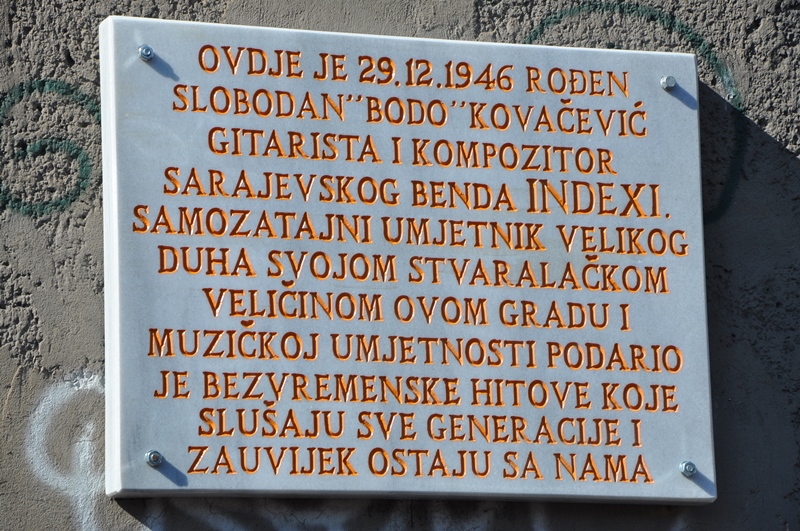 OVDJE JE 29.12.1946 ROĐEN
SLOBODAN "BODO" KOVAČEVIĆ
GITARISTA I KOMPOZITOR
SARAJEVSKOG BENDA INDEXI.
SAMOZATAJNI UMJETNIK VELIKOG
DUHA SVOJOM STVARALAČKOM
VELIČINOM OVOM GRADU I
MUZIČKOJ UMJETNOSTI PODARIO
JE BEZVREMENSKE HITOVE KOJE
SLUŠAJU SVE GENERACIJE I
ZAUVIJEK OSTAJU SA NAMA